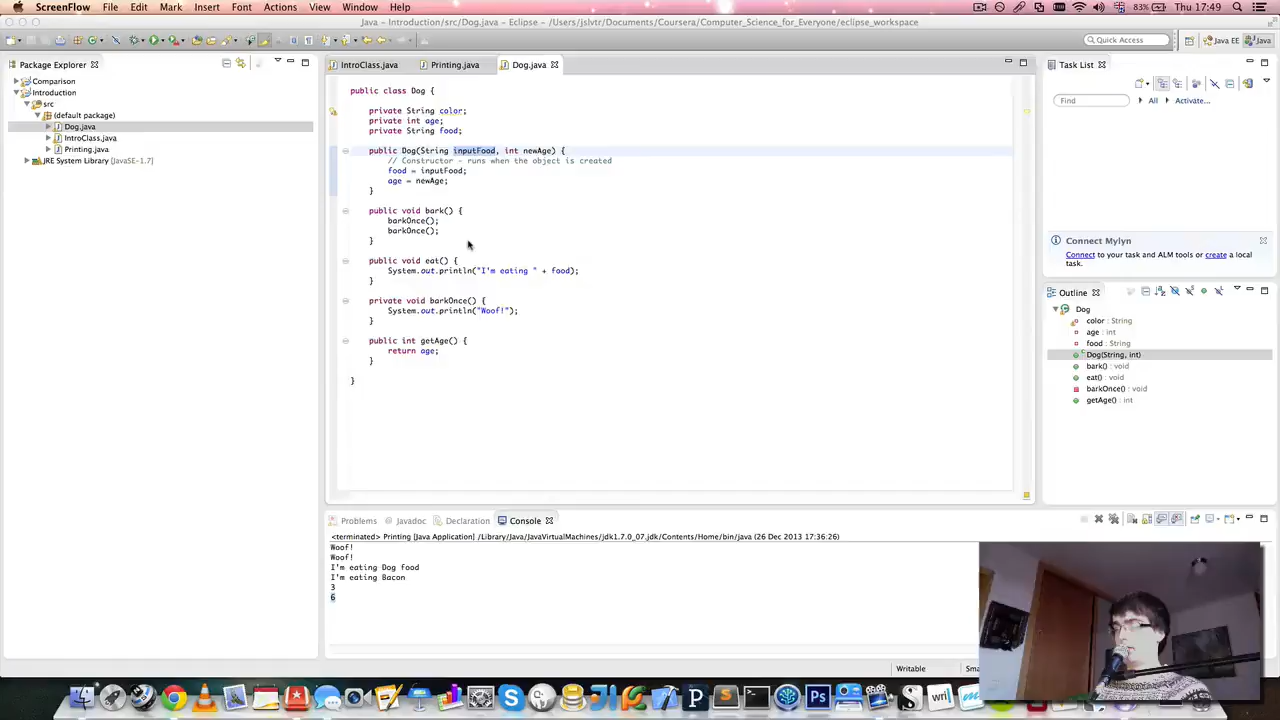 ScreenFlow File Edit Mark Insert Font Actions View Window Help
83% Thu 17:49
Java - Introduction/src/Dog.java - Eclipse - /Users/jslvtr/Documents/Coursera/Computer_Science_for_Everyone/eclipse_workspace
Quick Access
Java EE
Java
Package Explorer
Comparison
Introduction
src
(default package)
Dog.java
IntroClass.java
Printing.java
JRE System Library [JavaSE-1.7]
IntroClass.java
Printing.java
Dog.java
public class Dog {
private String color;
private int age;
private String food;
public Dog(String inputFood, int newAge) {
// Constructor - runs when the object is created
food = inputFood;
age = newAge;
}
public void bark() {
barkOnce();
barkOnce();
}
public void eat() {
System.out.println("I'm eating " + food);
}
private void barkOnce() {
System.out.println("Woof!");
}
public int getAge() {
return age;
}
}
Task List
Find
All
Activate...
Connect Mylyn
Connect to your task and ALM tools or create a local
task.
Outline
Dog
color : String
age : int
food : String
Dog(String, int)
bark() : void
eat() : void
barkOnce() : void
getAge() : int
Problems
Javadoc
Declaration
Console
<terminated> Printing [Java Application] /Library/Java/JavaVirtualMachines/jdk1.7.0_07.jdk/Contents/Home/bin/java (26 Dec 2013 17:36:26)
Woof!
Woof!
I'm eating Dog food
I'm eating Bacon
3
6
Writable
Ps
wri